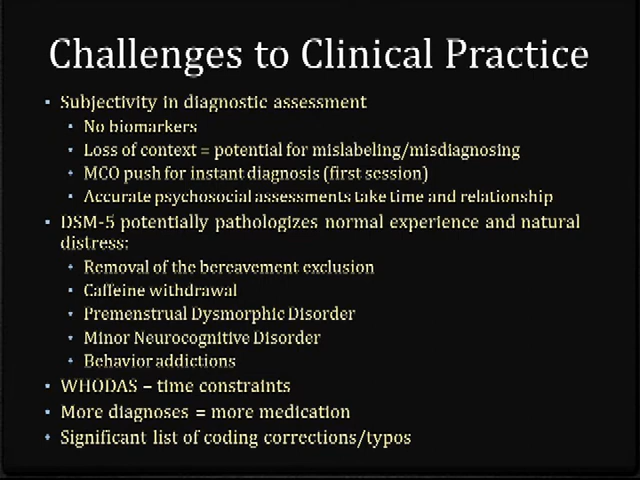 Challenges to Clinical Practice
Subjectivity in diagnostic assessment
No biomarkers
Loss of context = potential for mislabeling/misdiagnosing
MCO push for instant diagnosis (first session)
Accurate psychosocial assessments take time and relationship
DSM-5 potentially pathologizes normal experience and natural
distress:
Removal of the bereavement exclusion
Caffeine withdrawal
Premenstrual Dysmorphic Disorder
Minor Neurocognitive Disorder
Behavior addictions
WHODAS – time constraints
More diagnoses = more medication
Significant list of coding corrections/typos